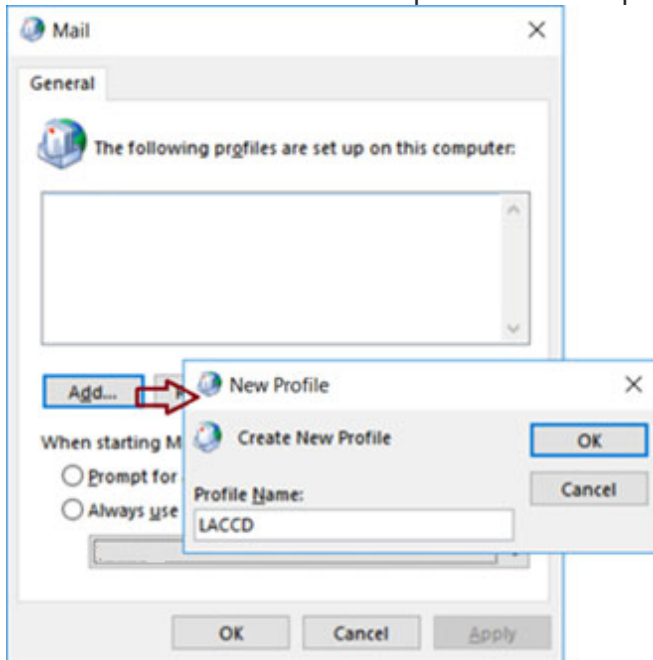 Mail
General
The following profiles are set up on this computer:
Add...
New Profile
Create New Profile
OK
When starting M
Prompt for
Profile Name:
Cancel
Always use
LACCD
OK Cancel Apply